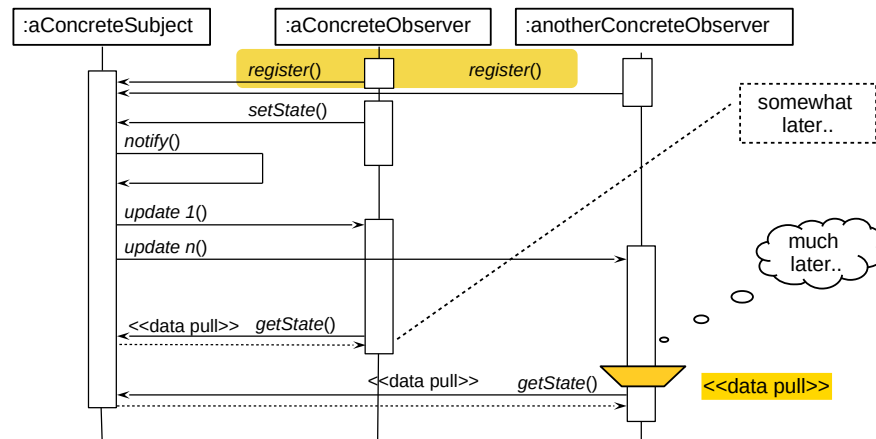 :aConcreteSubject
:aConcreteObserver
:anotherConcreteObserver
register()
register()
setState()
notify()
update 1()
update n()
<<data pull>> getState()
<<data pull>> getState()
<<data pull>>
somewhat
later..
much
later..